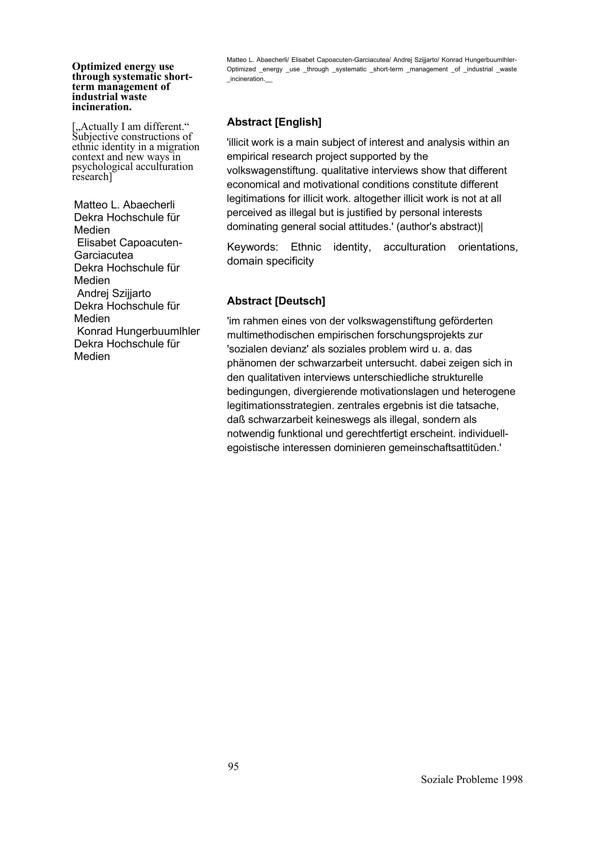 Optimized energy use
through systematic short-
term management of
industrial waste
incineration.
[„Actually I am different.“
Subjective constructions of
ethnic identity in a migration
context and new ways in
psychological acculturation
research]
Matteo L. Abaecherli
Dekra Hochschule für
Medien
Elisabet Capoacuten-
Garciacutea
Dekra Hochschule für
Medien
Andrej Szijjarto
Dekra Hochschule für
Medien
Konrad Hungerbuumlhler
Dekra Hochschule für
Medien
Matteo L. Abaecherli/ Elisabet Capoacuten-Garciacutea/ Andrej Szijjarto/ Konrad Hungerbuumlhler-
Optimized _energy _use _through _systematic _short-term _management _of _industrial _waste
_incineration.__
Abstract [English]
'illicit work is a main subject of interest and analysis within an
empirical research project supported by the
volkswagenstiftung. qualitative interviews show that different
economical and motivational conditions constitute different
legitimations for illicit work. altogether illicit work is not at all
perceived as illegal but is justified by personal interests
dominating general social attitudes.' (author's abstract)|
Keywords: Ethnic identity, acculturation orientations,
domain specificity
Abstract [Deutsch]
'im rahmen eines von der volkswagenstiftung geförderten
multimethodischen empirischen forschungsprojekts zur
'sozialen devianz' als soziales problem wird u. a. das
phänomen der schwarzarbeit untersucht. dabei zeigen sich in
den qualitativen interviews unterschiedliche strukturelle
bedingungen, divergierende motivationslagen und heterogene
legitimationsstrategien. zentrales ergebnis ist die tatsache,
daß schwarzarbeit keineswegs als illegal, sondern als
notwendig funktional und gerechtfertigt erscheint. individuell-
egoistische interessen dominieren gemeinschaftsattitüden.'
95
Soziale Probleme 1998